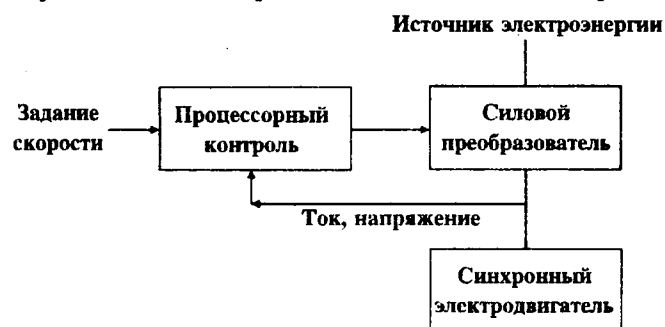 Источник электроэнергии
Задание
скорости
Процессорный
контроль
Силовой
преобразователь
Ток, напряжение
Синхронный
электродвигатель